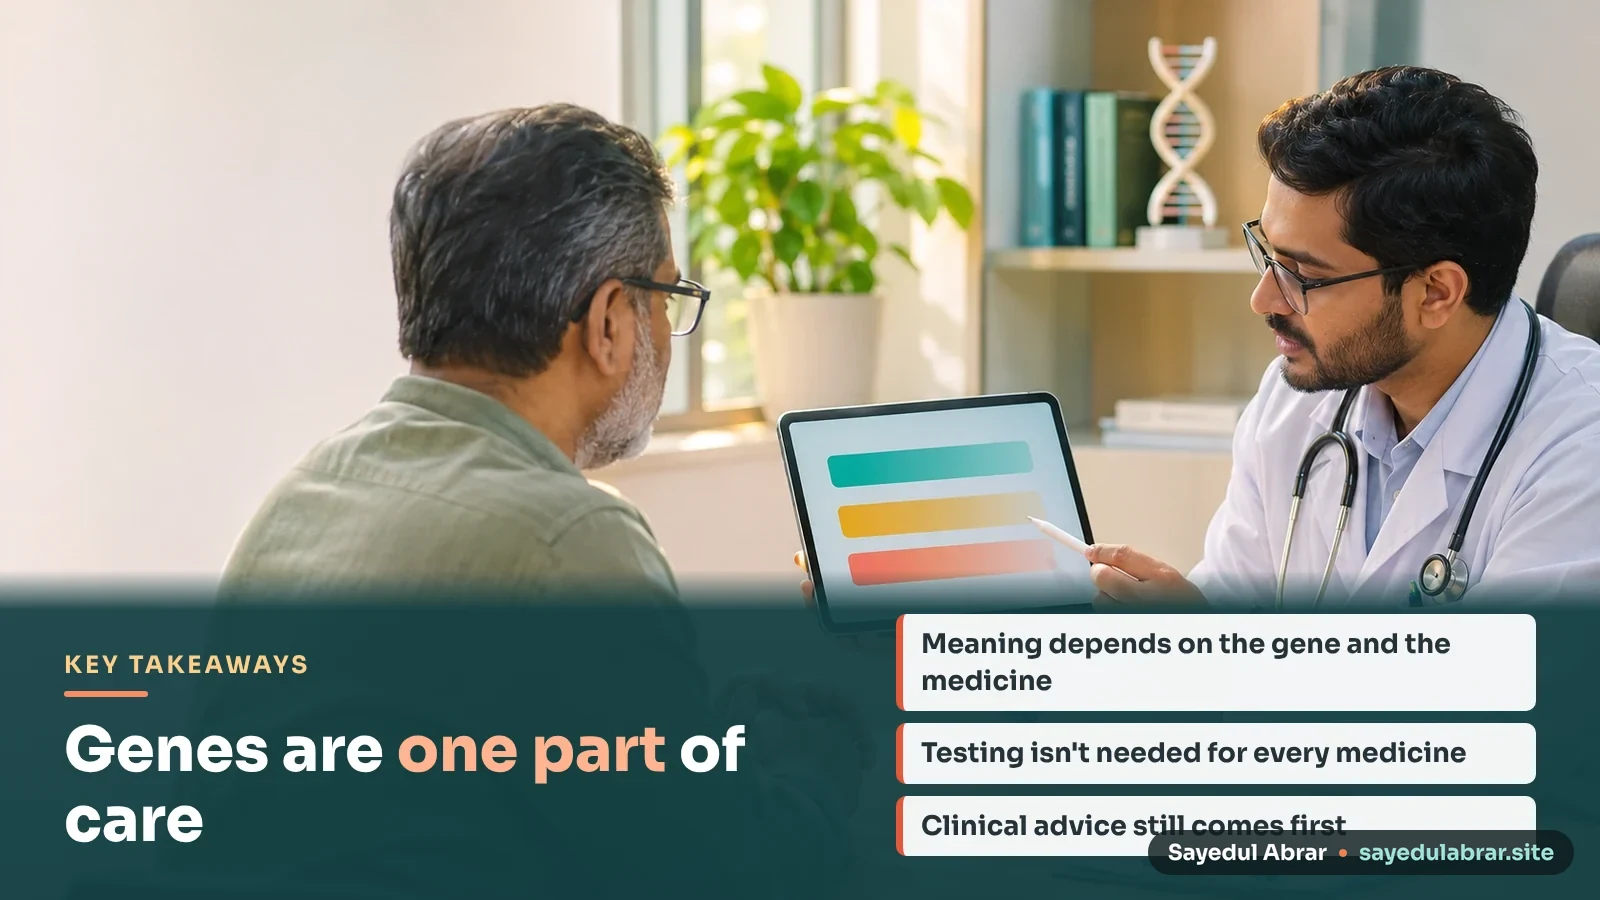 KEY TAKEAWAYS
Genes are one part of
care
Meaning depends on the gene and the
medicine
Testing isn't needed for every medicine
Clinical advice still comes first
Sayedul Abrar • sayedulabrar.site